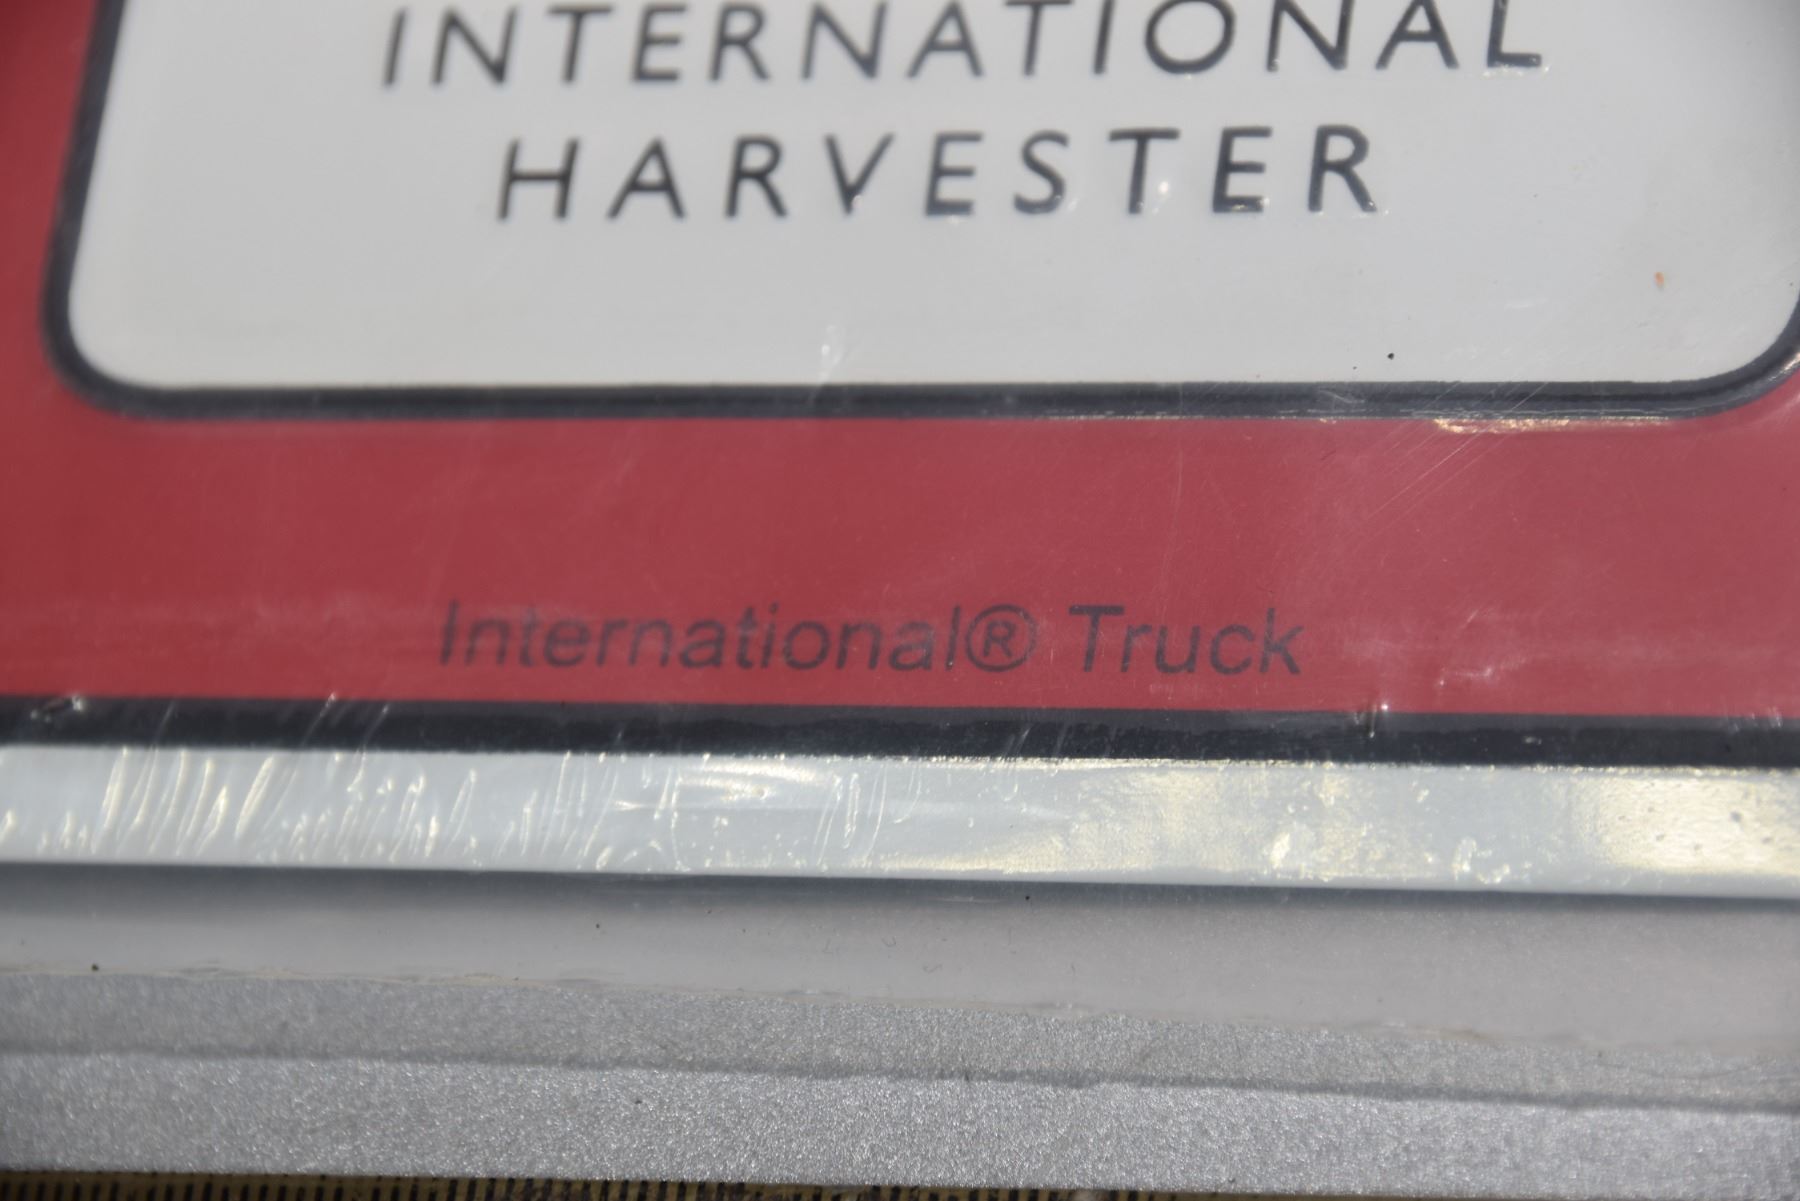 INTERNATIONAL
HARVESTER
International® Truck